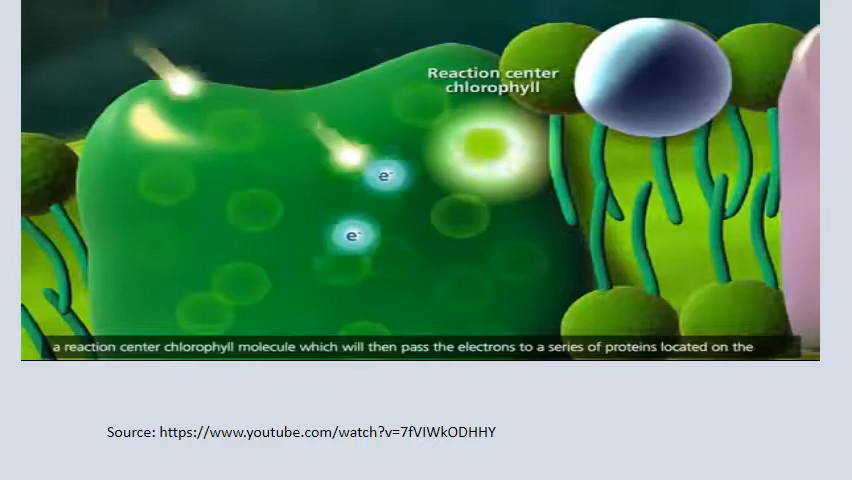 Reaction center
chlorophyll
e-
e-
a reaction center chlorophyll molecule which will then pass the electrons to a series of proteins located on the
Source: https://www.youtube.com/watch?v=7fVIWkODHHY